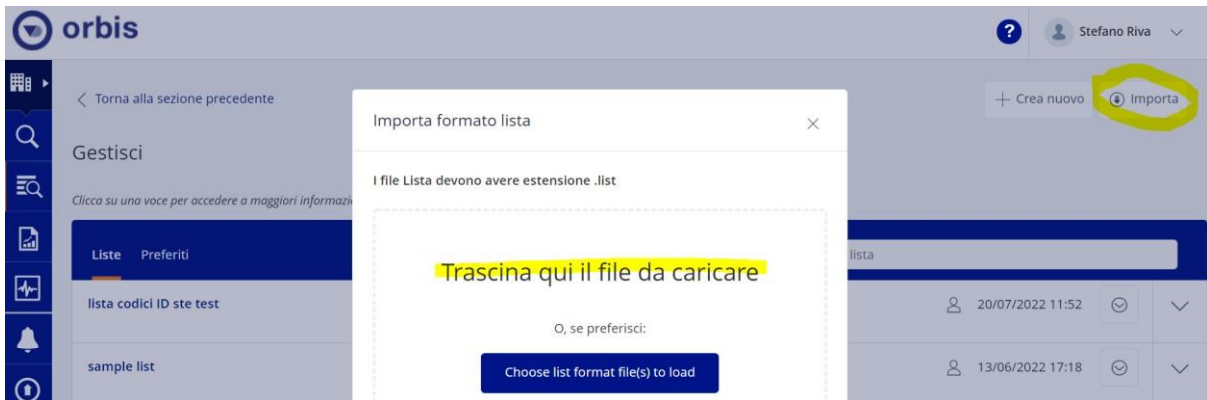 orbis
? Stefano Riva
Torna alla sezione precedente
+ Crea nuovo Importa
Gestisci
Clicca su una voce per accedere a maggiori informazi
Liste Preferiti
lista
lista codici ID ste test 20/07/2022 11:52
sample list 13/06/2022 17:18
Importa formato lista
I file Lista devono avere estensione .list
Trascina qui il file da caricare
O, se preferisci:
Choose list format file(s) to load